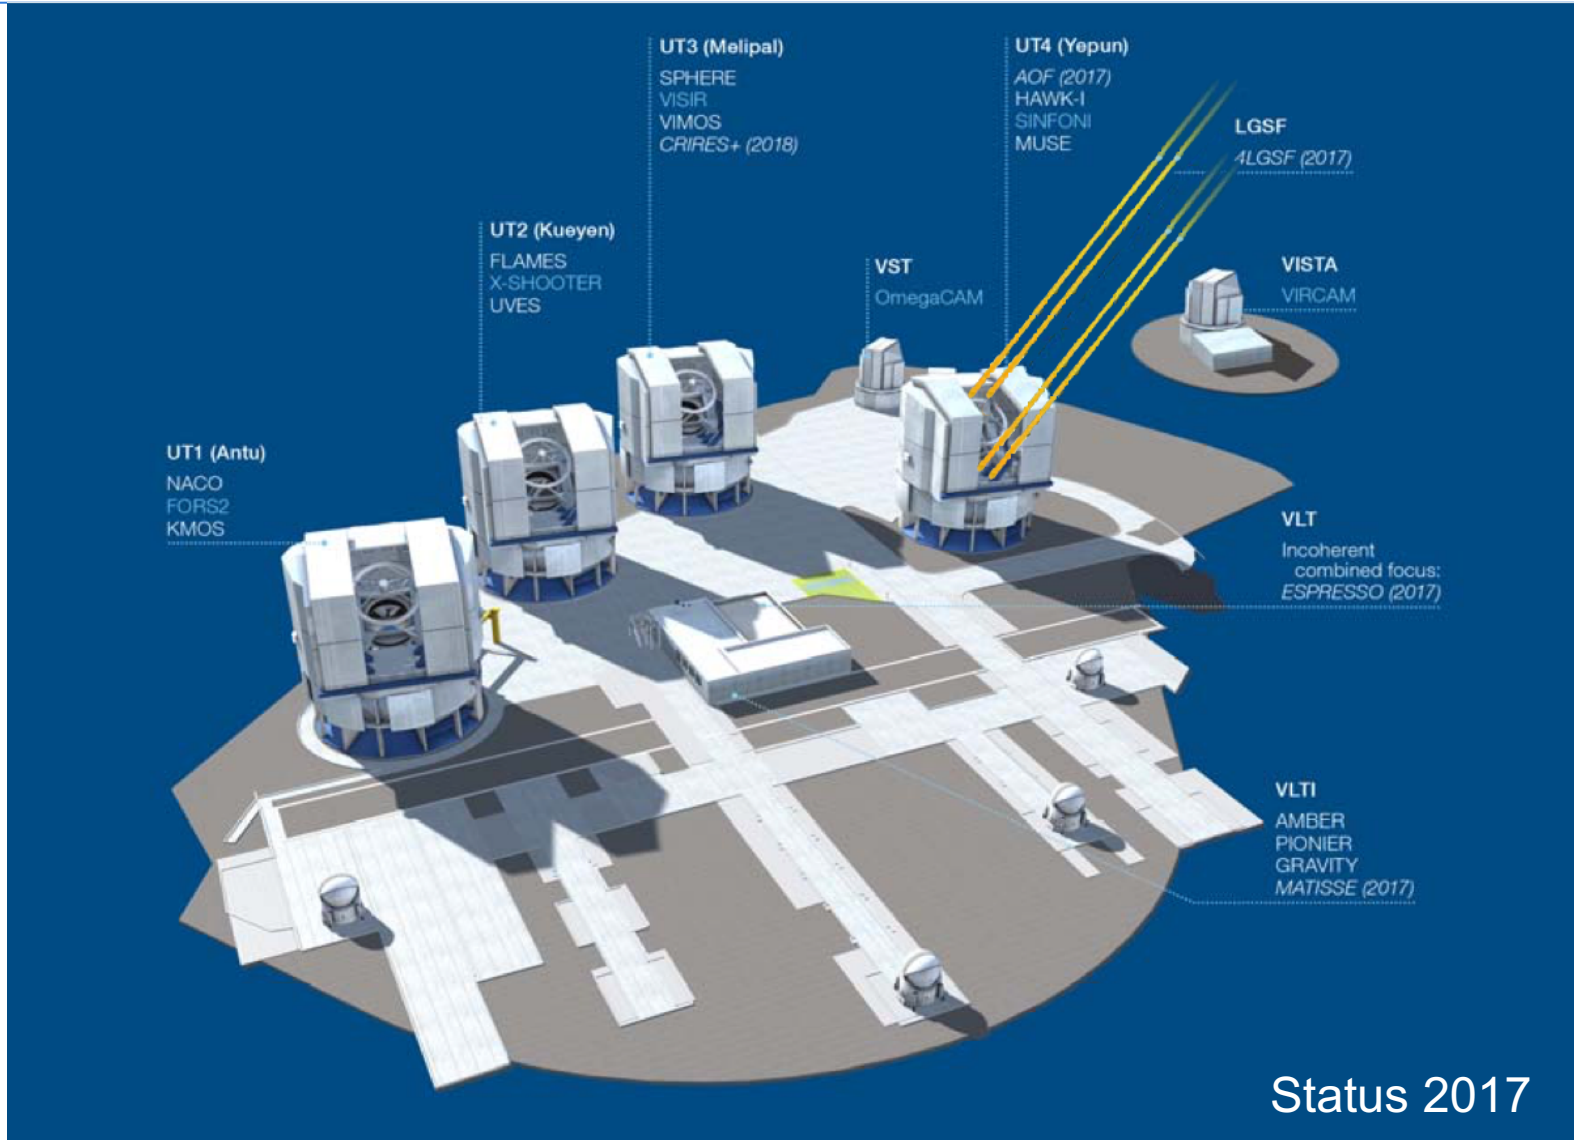 UT3 (Melipal)
SPHERE
VISIR
VIMOS
CRIRES+ (2018)
UT4 (Yepun)
AOF (2017)
HAWK-I
SINFONI
MUSE
LGSF
4LGSF (2017)
UT2 (Kueyen)
FLAMES
X-SHOOTER
UVES
VST
OmegaCAM
VISTA
VIRCAM
UT1 (Antu)
NACO
FORS2
KMOS
VLT
Incoherent
combined focus:
ESPRESSO (2017)
VLTI
AMBER
PIONIER
GRAVITY
MATISSE (2017)
Status 2017